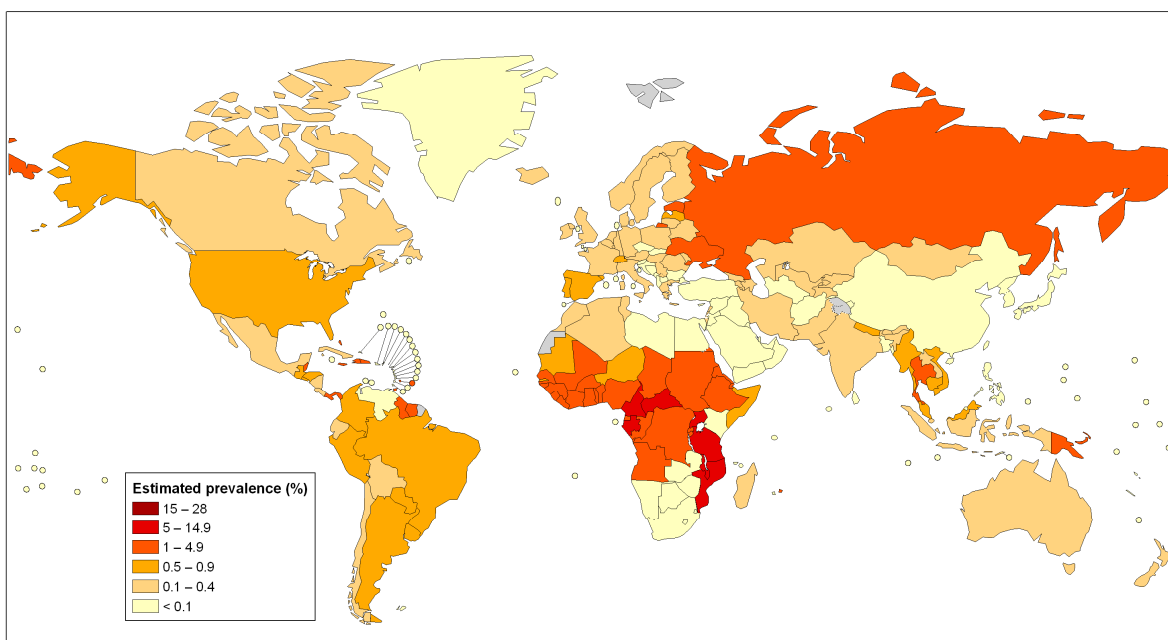 Estimated prevalence (%)
15 – 28
5 – 14.9
1 – 4.9
0.5 – 0.9
0.1 – 0.4
< 0.1